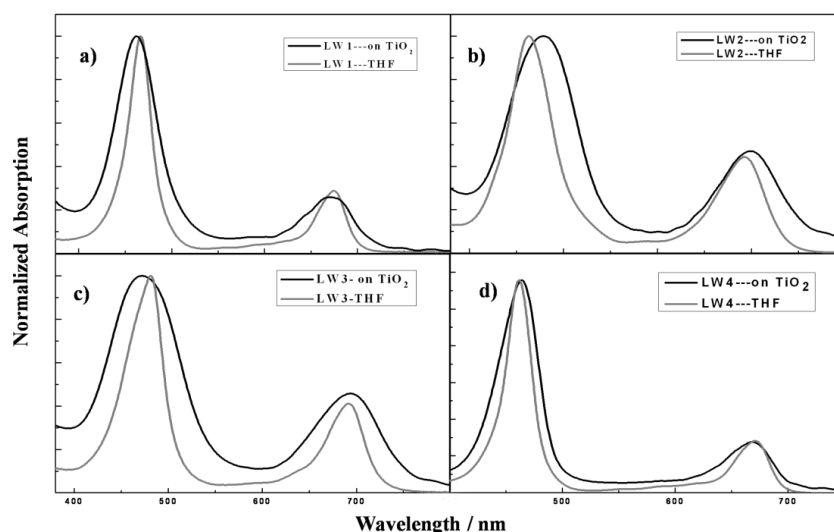 a)
LW1---on TiO₂
LW1---THF
b)
LW2---on TiO2
LW2---THF
Normalized Absorption
c)
LW3- on TiO₂
LW3-THF
d)
LW4---on TiO₂
LW4---THF
400 500 600 700 500 600 700
Wavelength / nm